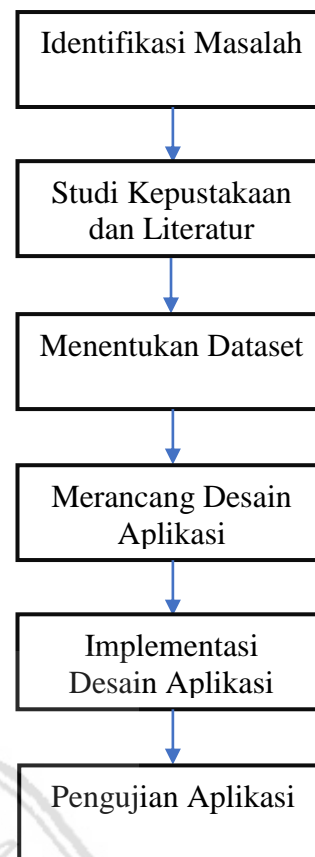 Identifikasi Masalah
Studi Kepustakaan
dan Literatur
Menentukan Dataset
Merancang Desain
Aplikasi
Implementasi
Desain Aplikasi
Pengujian Aplikasi